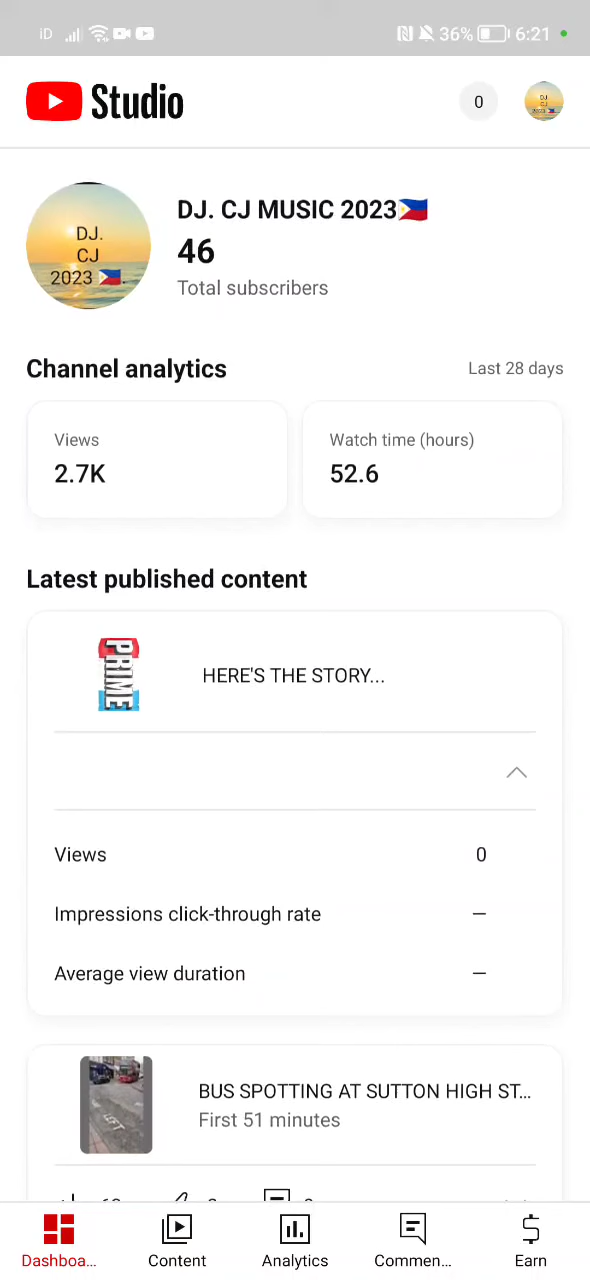 iD 36% 6:21
Studio 0
DJ. CJ 2023 🇵🇭
DJ. CJ MUSIC 2023🇵🇭
46
Total subscribers
Channel analytics Last 28 days
Views Watch time (hours)
2.7K 52.6
Latest published content
PRIME
HERE'S THE STORY...
Views 0
Impressions click-through rate —
Average view duration —
BUS SPOTTING AT SUTTON HIGH ST...
LEFT
First 51 minutes
Dashboa... Content Analytics Commen... Earn